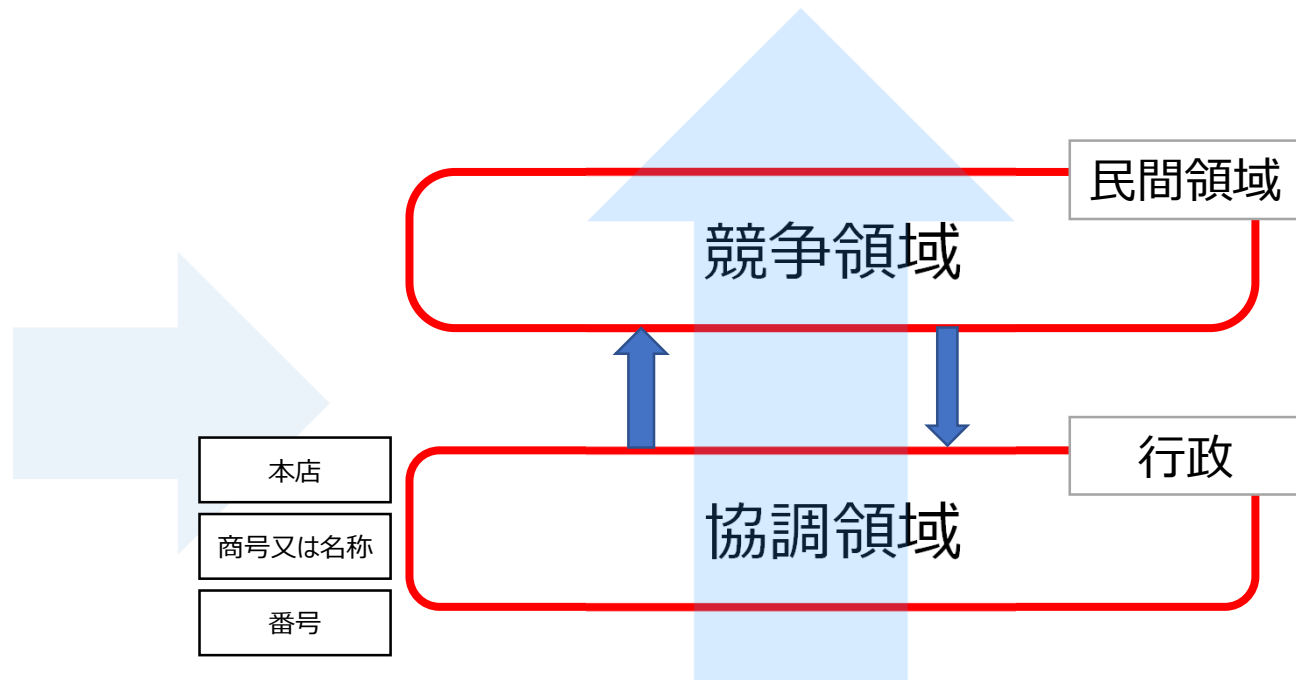 民間領域
競争領域
行政
本店
協調領域
商号又は名称
番号